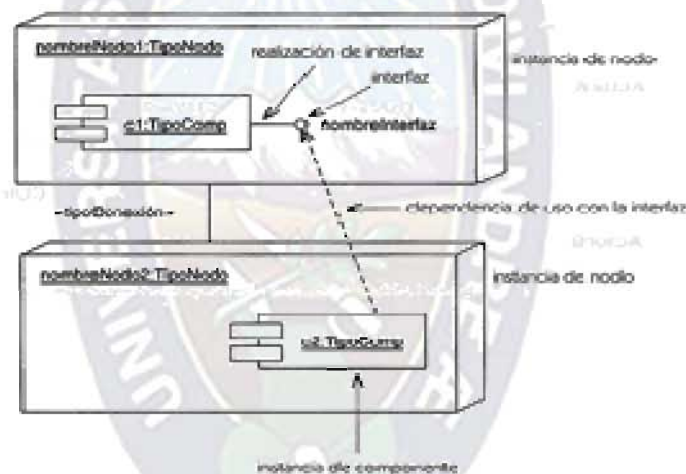 nombreNodo1:TipoNodo
realización de interfaz
interfaz
instancia de nodo
c1:TipoComp
nombreInterfaz
«tipoConexión»
dependencia de uso con la interfaz
nombreNodo2:TipoNodo
instancia de nodo
c2:TipoComp
instancia de componente